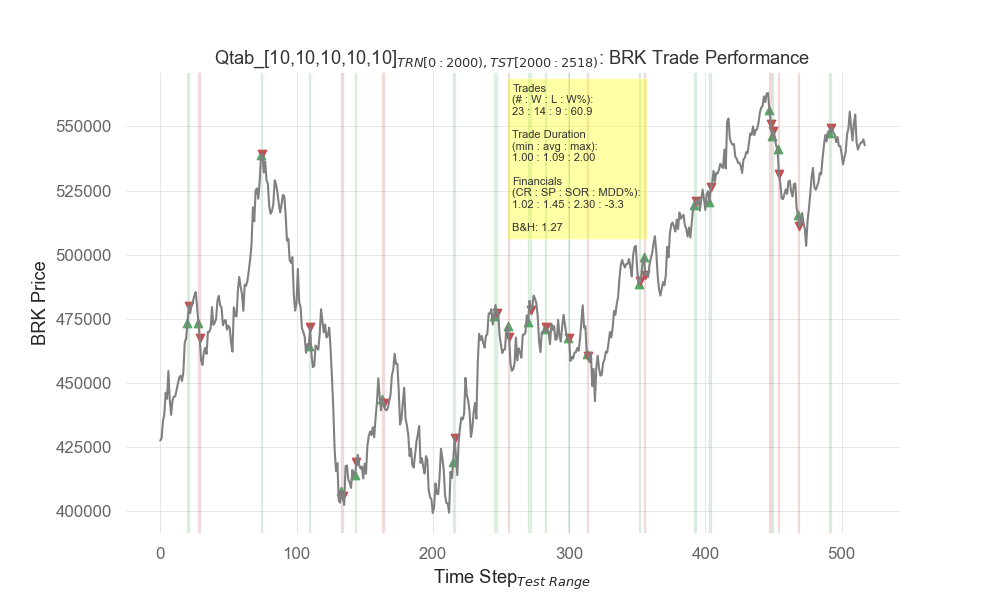 Qtab_[10,10,10,10,10]TRN[0 : 2000), TST[2000 : 2518) : BRK Trade Performance
Trades
(# : W : L : W%):
23 : 14 : 9 : 60.9
Trade Duration
(min : avg : max):
1.00 : 1.09 : 2.00
Financials
(CR : SP : SOR : MDD%):
1.02 : 1.45 : 2.30 : -3.3
B&H: 1.27
BRK Price
550000
525000
500000
475000
450000
425000
400000
0 100 200 300 400 500
Time Step Test Range